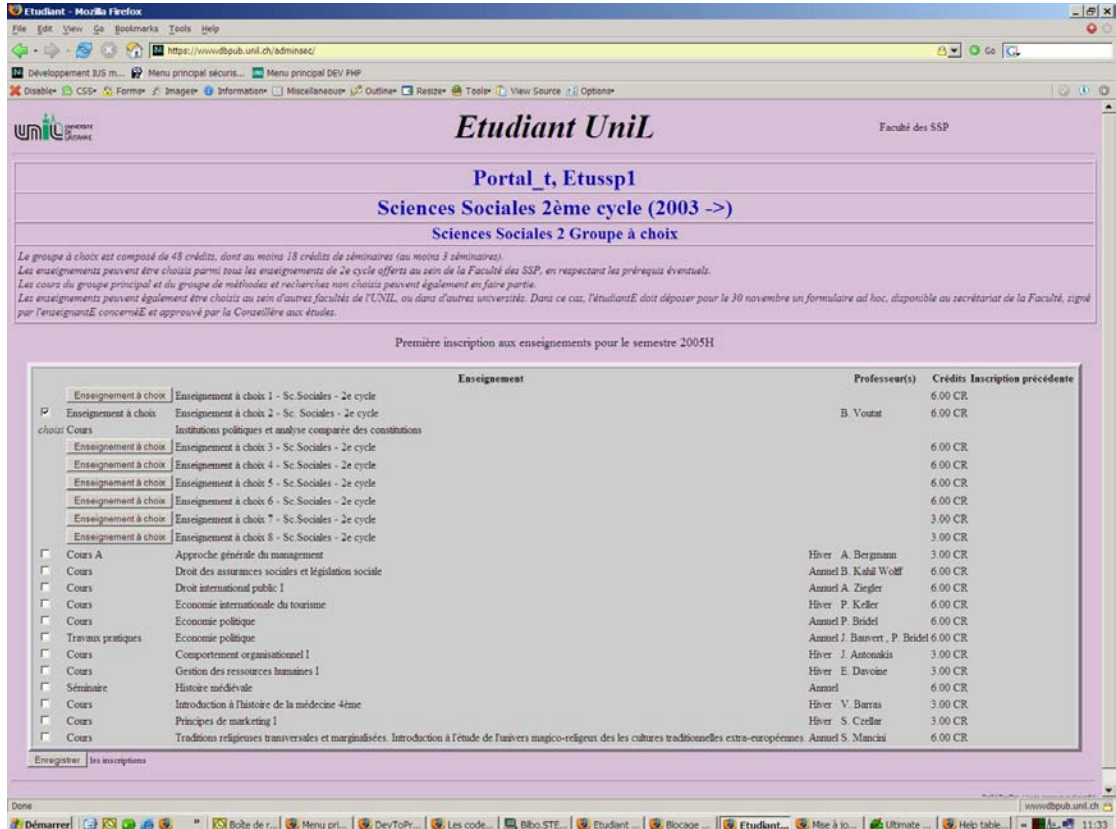 Etudiant - Mozilla Firefox
File Edit View Go Bookmarks Tools Help
https://wwwdbpub.unil.ch/adminsec/ Go
Développement IUS m... Menu principal sécuris... Menu principal DEV PHP
Disable CSS Forms Images Information Miscellaneous Outline Resize Tools View Source Options
UNIL UNIVERSITÉ DE LAUSANNE Etudiant UniL Faculté des SSP
Portal_t, Etussp1
Sciences Sociales 2ème cycle (2003 ->)
Sciences Sociales 2 Groupe à choix
Le groupe à choix est composé de 48 crédits, dont au moins 18 crédits de séminaires (au moins 3 séminaires).
Les enseignements peuvent être choisis parmi tous les enseignements de 2e cycle offerts au sein de la Faculté des SSP, en respectant les prérequis éventuels.
Les cours du groupe principal et du groupe de méthodes et recherches non choisis peuvent également en faire partie.
Les enseignements peuvent également être choisis au sein d'autres facultés de l'UNIL, ou dans d'autres universités. Dans ce cas, l'étudiantE doit déposer pour le 30 novembre un formulaire ad hoc, disponible au secrétariat de la Faculté, signé
par l'enseignantE concernéE et approuvé par la Conseillère aux études.
Première inscription aux enseignements pour le semestre 2005H
Enseignement Professeur(s) Crédits Inscription précédente
Enseignement à choix Enseignement à choix 1 - Sc.Sociales - 2e cycle 6.00 CR
Enseignement à choix Enseignement à choix 2 - Sc. Sociales - 2e cycle B. Voutat 6.00 CR
choisi Cours Institutions politiques et analyse comparée des constitutions
Enseignement à choix Enseignement à choix 3 - Sc.Sociales - 2e cycle 6.00 CR
Enseignement à choix Enseignement à choix 4 - Sc.Sociales - 2e cycle 6.00 CR
Enseignement à choix Enseignement à choix 5 - Sc.Sociales - 2e cycle 6.00 CR
Enseignement à choix Enseignement à choix 6 - Sc.Sociales - 2e cycle 6.00 CR
Enseignement à choix Enseignement à choix 7 - Sc.Sociales - 2e cycle 3.00 CR
Enseignement à choix Enseignement à choix 8 - Sc.Sociales - 2e cycle 3.00 CR
Cours A Approche générale du management Hiver A. Bergmann 3.00 CR
Cours Droit des assurances sociales et législation sociale Annuel B. Kahil Wolff 6.00 CR
Cours Droit international public I Annuel A. Ziegler 6.00 CR
Cours Economie internationale du tourisme Hiver P. Keller 6.00 CR
Cours Economie politique Annuel P. Bridel 6.00 CR
Travaux pratiques Economie politique Annuel J. Bauvert , P. Bridel 6.00 CR
Cours Comportement organisationnel I Hiver J. Antonakis 3.00 CR
Cours Gestion des ressources humaines I Hiver E. Davoine 3.00 CR
Séminaire Histoire médiévale Annuel 6.00 CR
Cours Introduction à l'histoire de la médecine 4ème Hiver V. Barras 3.00 CR
Cours Principes de marketing I Hiver S. Czellar 3.00 CR
Cours Traditions religieuses transversales et marginalisées. Introduction à l'étude de l'univers magico-religeux des les cultures traditionnelles extra-européennes. Annuel S. Mancini 6.00 CR
Enregistrer les inscriptions
Done wwwdbpub.unil.ch
Démarrer Boîte de r... Menu pri... DevToPr... Les code... Bibo.STE... Etudiant ... Blocage ... Etudiant... Mise à jo... Ultimate ... Help table... 11:33